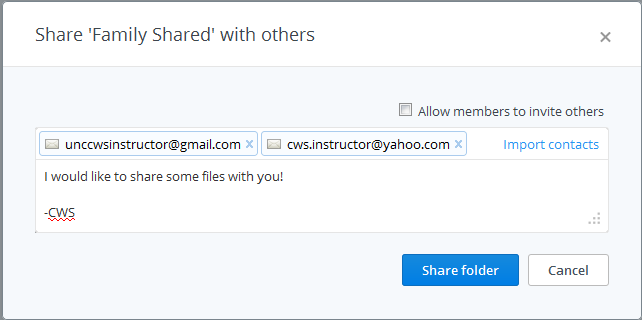 Share 'Family Shared' with others
Allow members to invite others
unccwsinstructor@gmail.com x cws.instructor@yahoo.com x Import contacts
I would like to share some files with you!
-CWS
Share folder Cancel